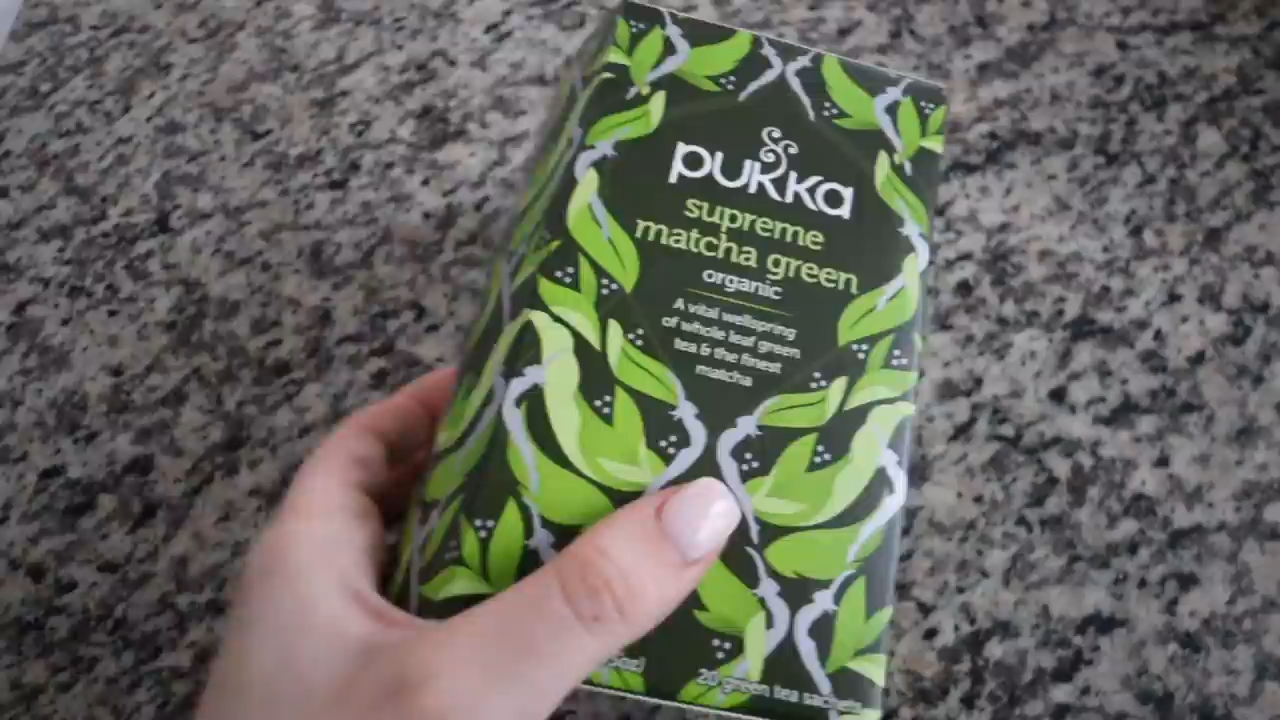 pukka
supreme
matcha green
organic
A vital wellspring
of whole leaf green
tea & the finest
matcha
20 green tea sachets